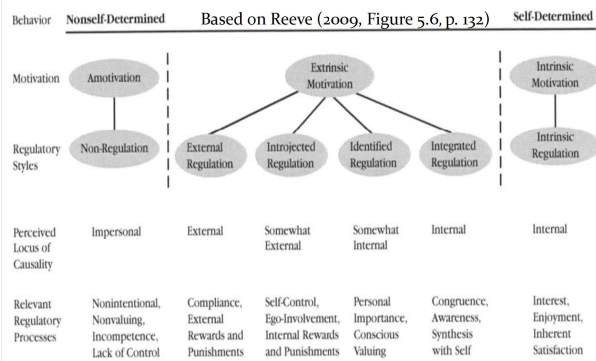 Behavior Nonself-Determined Based on Reeve (2009, Figure 5.6, p. 132) Self-Determined
Motivation Amotivation Extrinsic Motivation Intrinsic Motivation
Regulatory Styles Non-Regulation External Regulation Introjected Regulation Identified Regulation Integrated Regulation Intrinsic Regulation
Perceived Locus of Causality Impersonal External Somewhat External Somewhat Internal Internal Internal
Relevant Regulatory Processes
Nonintentional, Nonvaluing, Incompetence, Lack of Control
Compliance, External Rewards and Punishments
Self-Control, Ego-Involvement, Internal Rewards and Punishments
Personal Importance, Conscious Valuing
Congruence, Awareness, Synthesis with Self
Interest, Enjoyment, Inherent Satisfaction